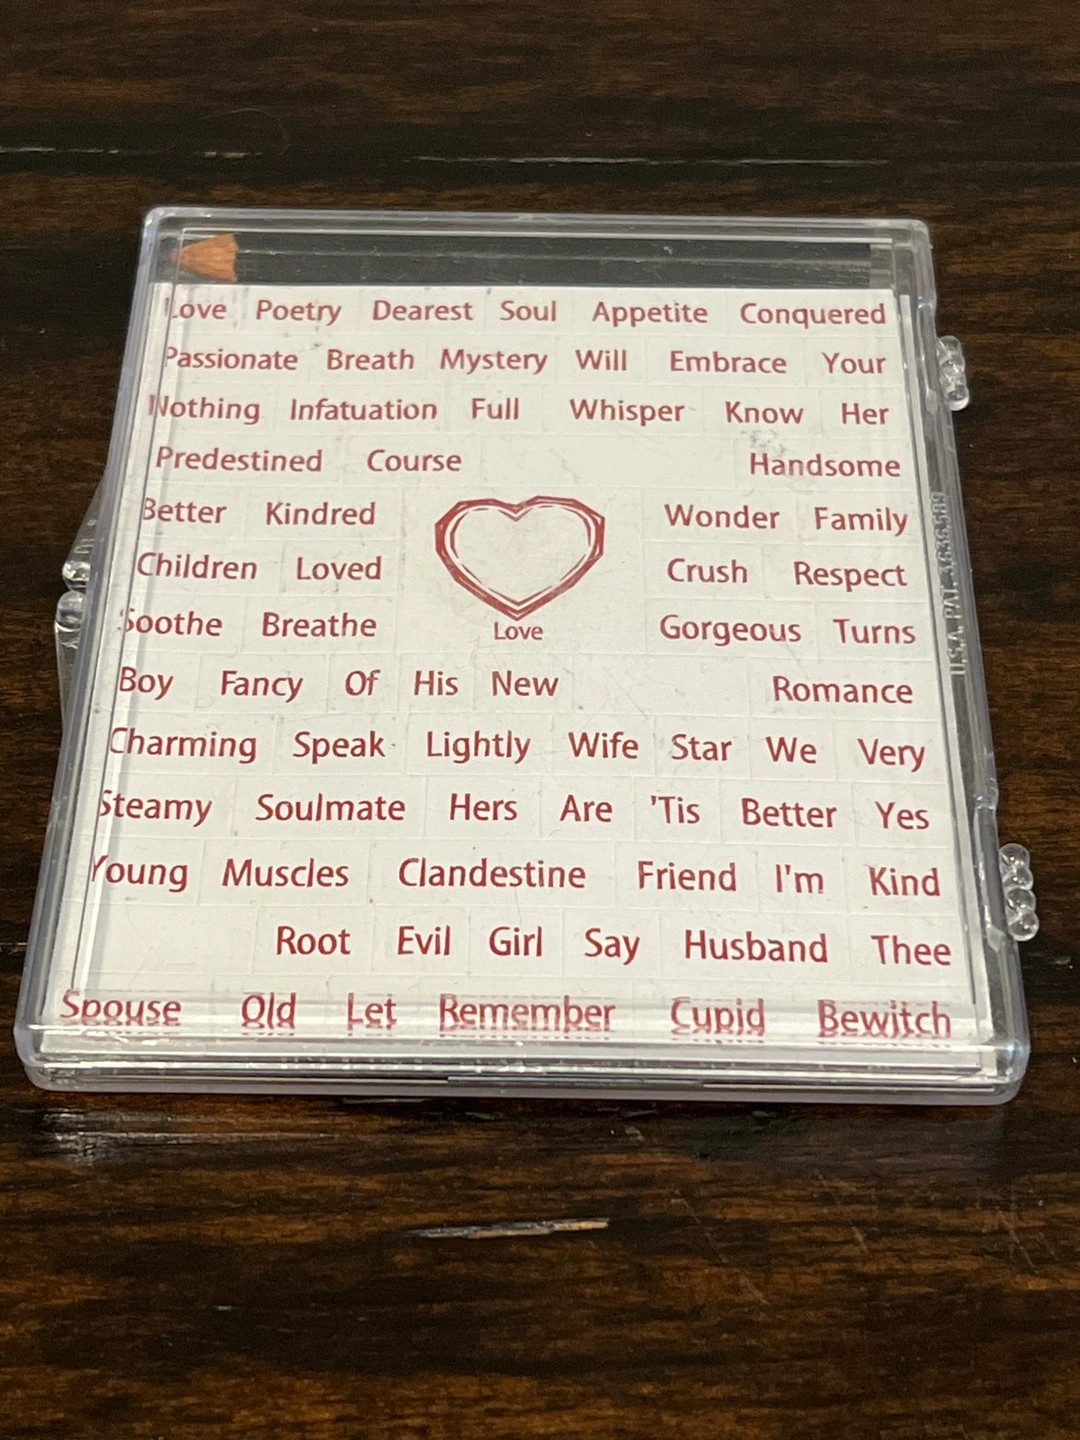 Love Poetry Dearest Soul Appetite Conquered
Passionate Breath Mystery Will Embrace Your
Nothing Infatuation Full Whisper Know Her
Predestined Course Handsome
Better Kindred Wonder Family
Children Loved Crush Respect
Soothe Breathe Love Gorgeous Turns
Boy Fancy Of His New Romance
Charming Speak Lightly Wife Star We Very
Steamy Soulmate Hers Are 'Tis Better Yes
Young Muscles Clandestine Friend I'm Kind
Root Evil Girl Say Husband Thee
Spouse Old Let Remember Cupid Bewitch
U.S.A. PAT.